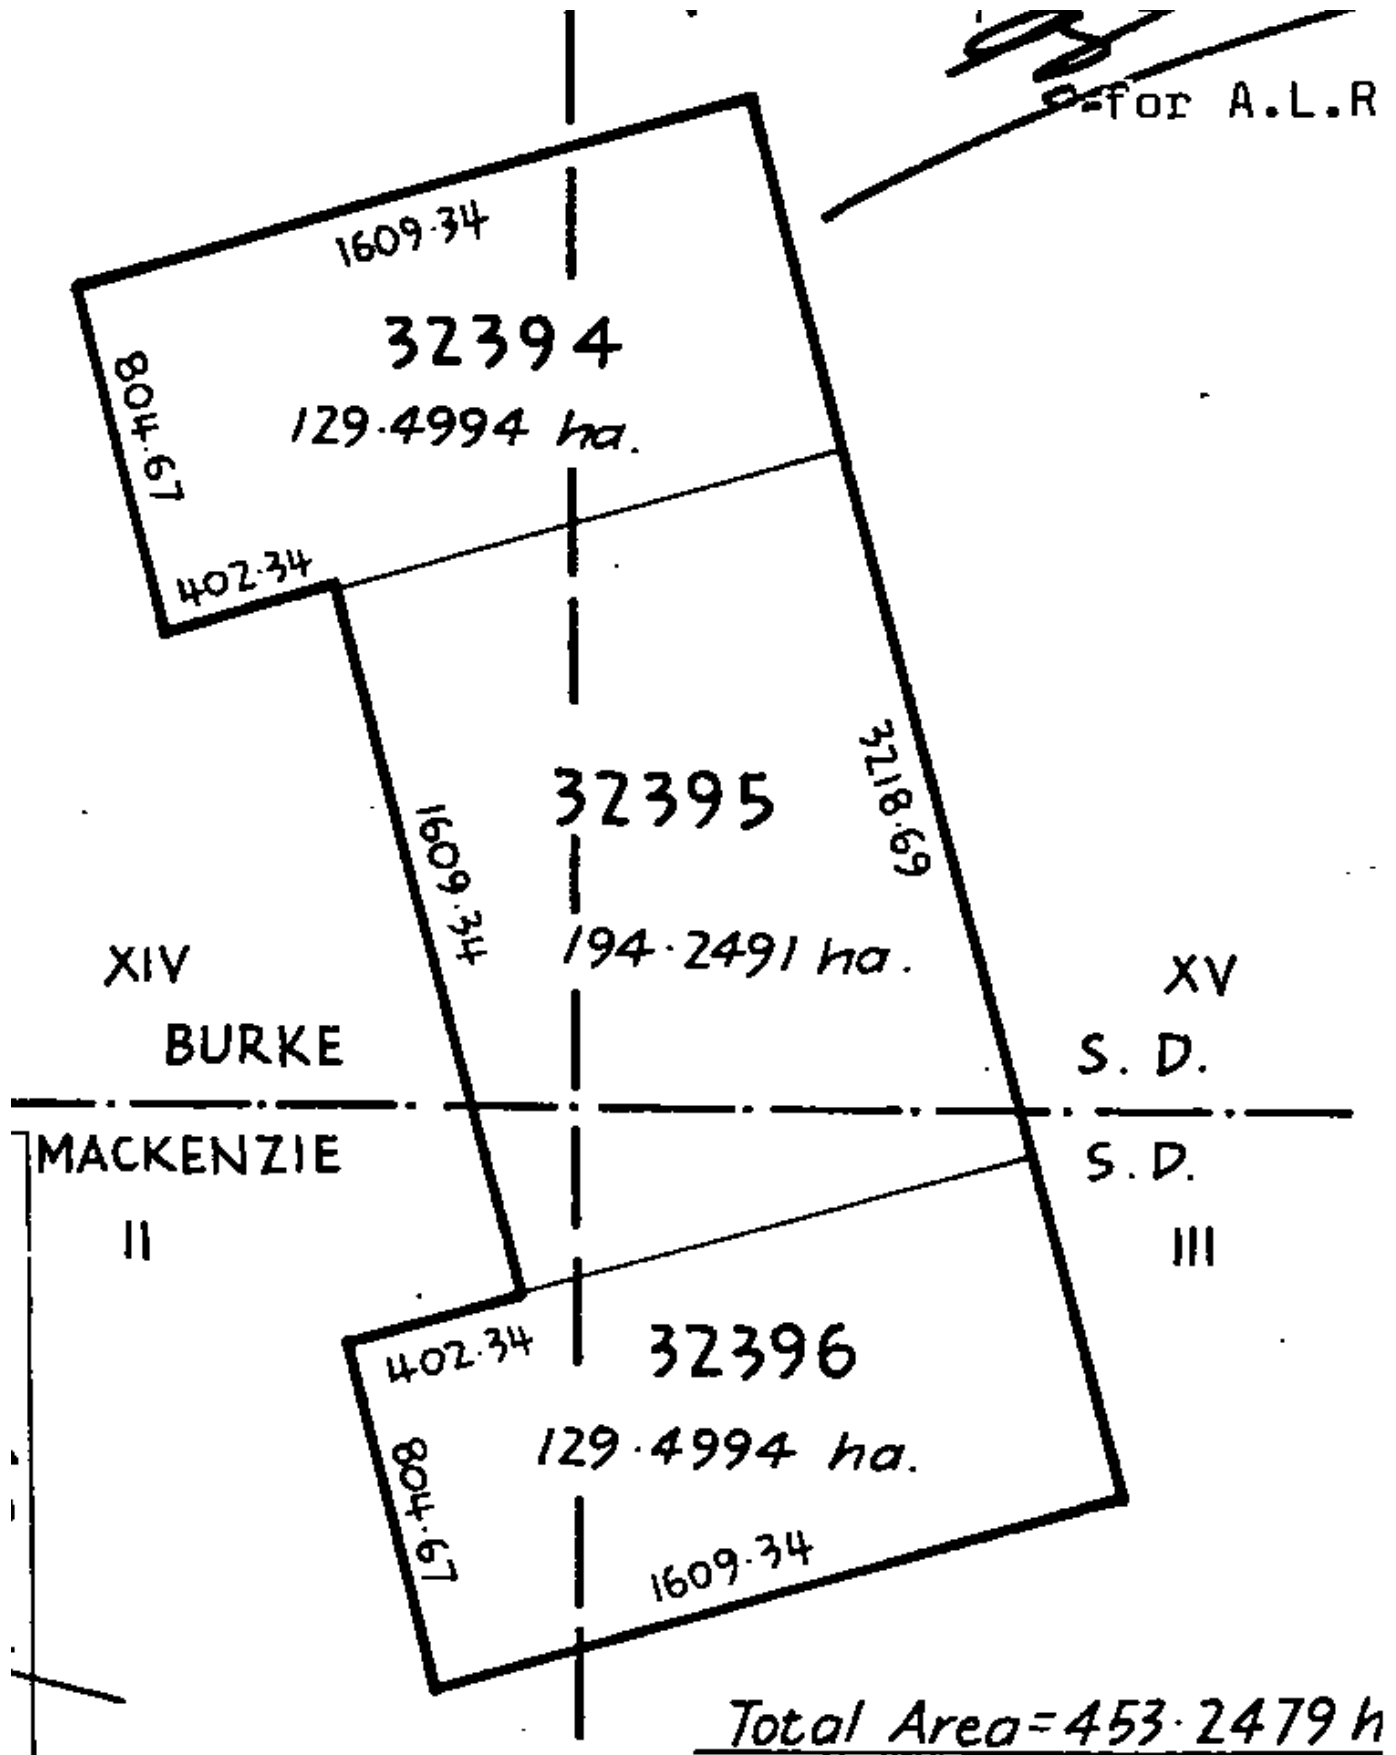 for A.L.R
1609·34
32394
804·67
129·4994 ha.
402·34
3218·69
32395
1609·34
194·2491 ha.
XIV
XV
BURKE
S. D.
MACKENZIE
S. D.
II
III
402·34
32396
804·67
129·4994 ha.
1609·34
Total Area=453·2479 h